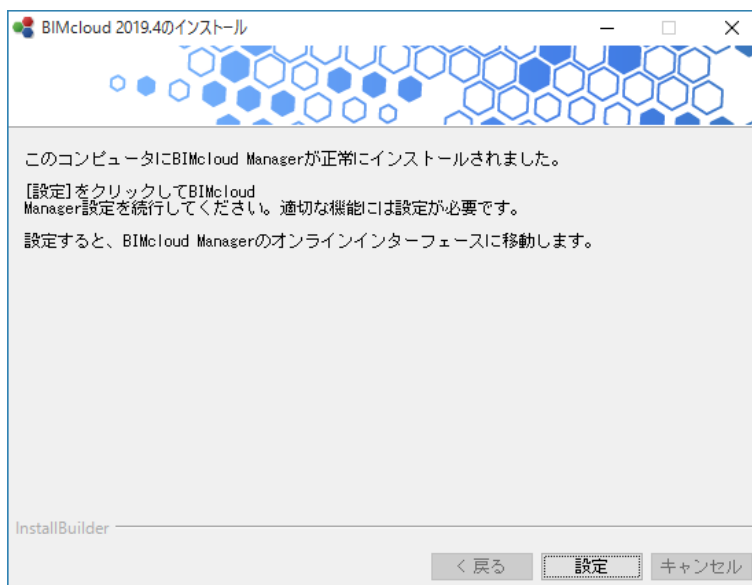 BIMcloud 2019.4のインストール
このコンピュータにBIMcloud Managerが正常にインストールされました。
[設定]をクリックしてBIMcloud
Manager設定を続行してください。適切な機能には設定が必要です。
設定すると、BIMcloud Managerのオンラインインターフェースに移動します。
InstallBuilder
< 戻る
設定
キャンセル